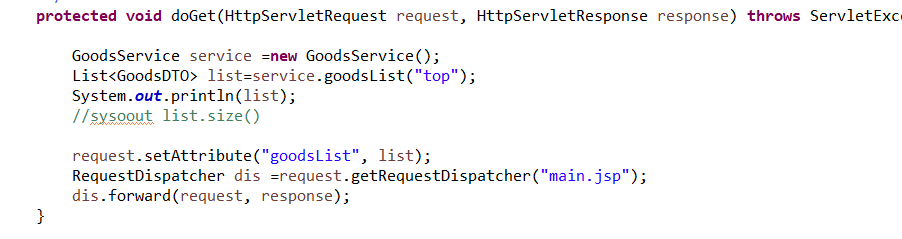 protected void doGet(HttpServletRequest request, HttpServletResponse response) throws ServletExce
GoodsService service =new GoodsService();
List<GoodsDTO> list=service.goodsList("top");
System.out.println(list);
//sysoout list.size()
request.setAttribute("goodsList", list);
RequestDispatcher dis =request.getRequestDispatcher("main.jsp");
dis.forward(request, response);
}